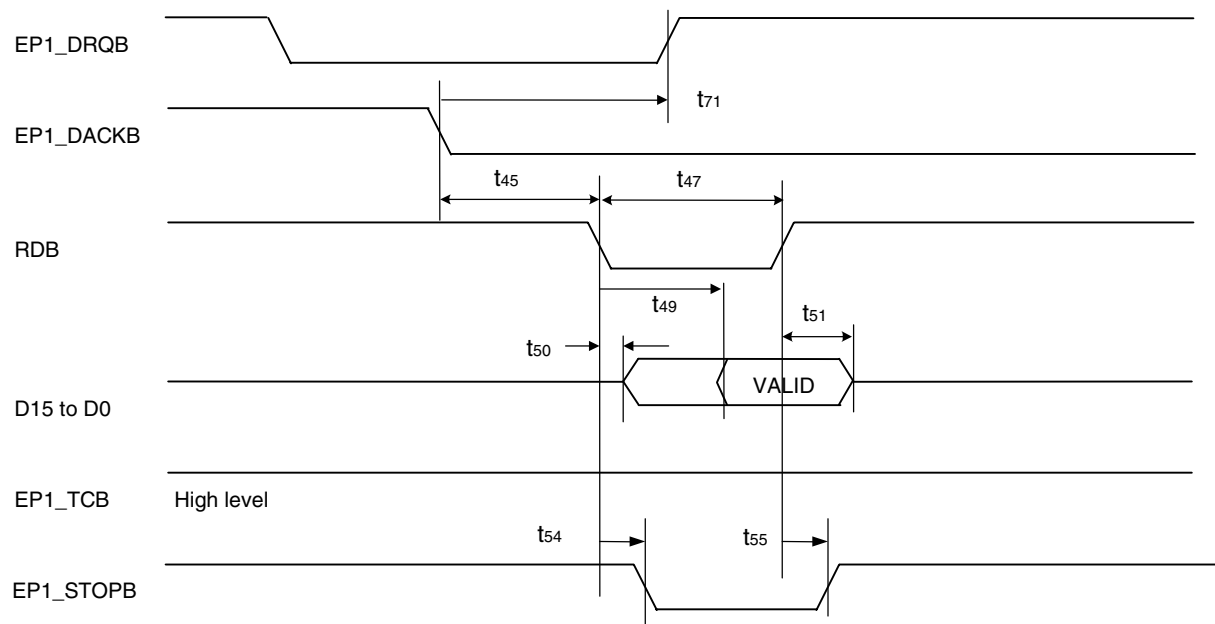 EP1_DRQB
t71
EP1_DACKB
t45
t47
RDB
t49
t51
t50
VALID
D15 to D0
EP1_TCB High level
t54
t55
EP1_STOPB